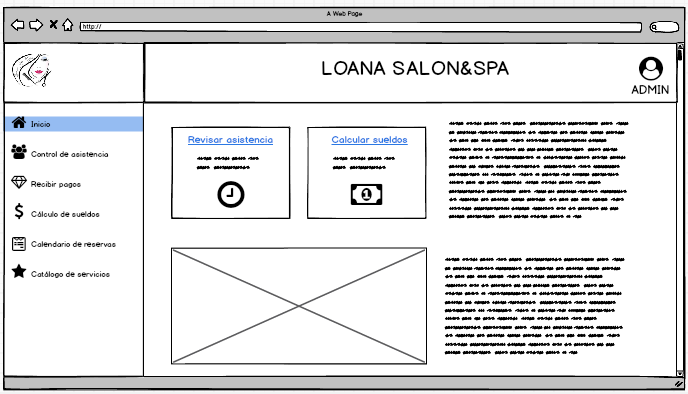 A Web Page
http://
LOANA SALON&SPA
ADMIN
Inicio
Control de asistencia
Recibir pagos
Cálculo de sueldos
Calendario de reservas
Catálogo de servicios
Revisar asistencia
Calcular sueldos
1